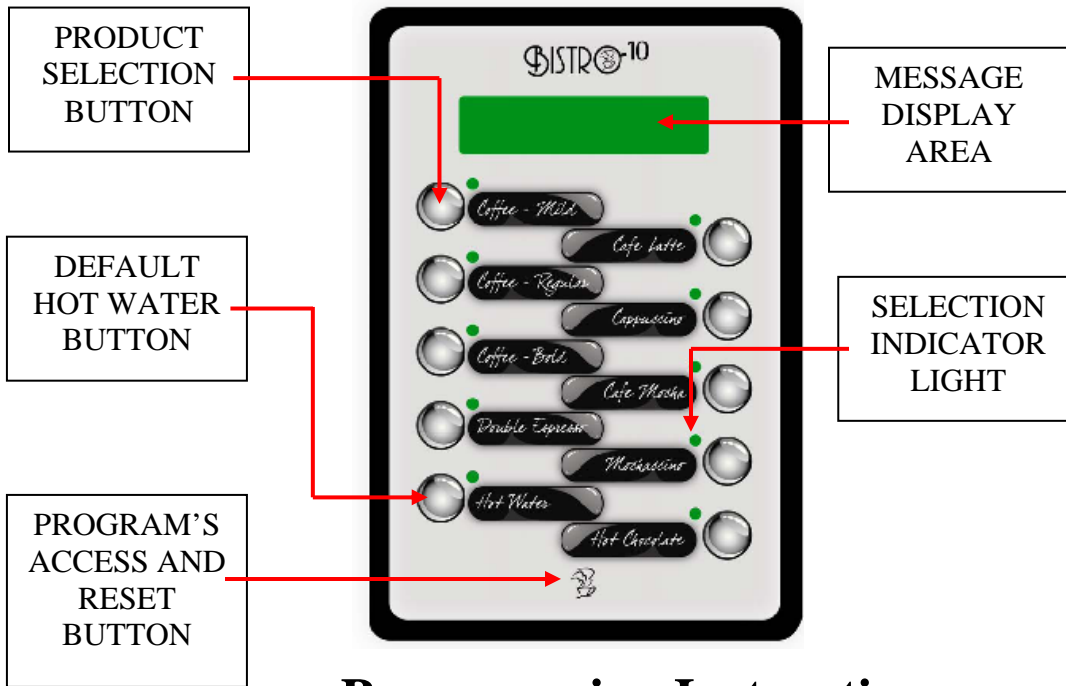 PRODUCT
SELECTION
BUTTON
BISTRO-10
MESSAGE
DISPLAY
AREA
Coffee - Mild
Cafe Latte
DEFAULT
HOT WATER
BUTTON
Coffee - Regular
Cappuccino
SELECTION
INDICATOR
LIGHT
Coffee - Bold
Cafe Mocha
Double Espresso
Mochaccino
Hot Water
Hot Chocolate
PROGRAM'S
ACCESS AND
RESET
BUTTON